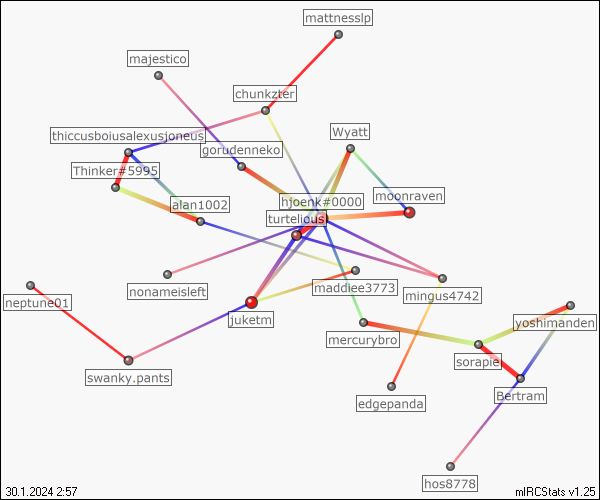 mattnesslp
majestico
chunkzter
thiccusboiusalexusjoneus
Wyatt
gorudenneko
Thinker#5995
moonraven
hjoenk#0000
alan1002
turtelious
maddiee3773
nonameisleft
mingus4742
neptune01
juketm
yoshimanden
mercurybro
sorapie
swanky.pants
Bertram
edgepanda
hos8778
30.1.2024 2:57
mIRCStats v1.25